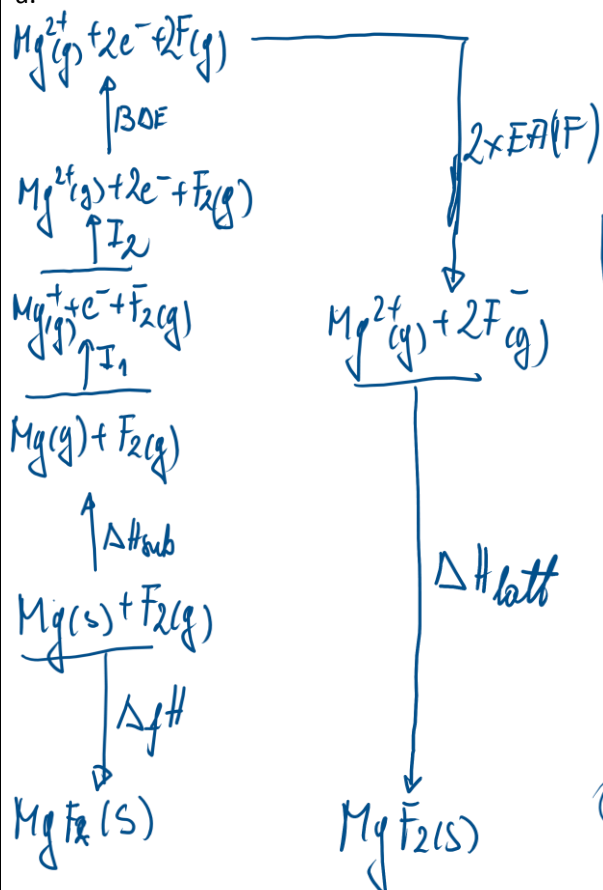 Mg²⁺(g) + 2e⁻ + 2F(g)
BDE
2×EA(F)
Mg²⁺(g) + 2e⁻ + F₂(g)
I₂
Mg⁺(g) + e⁻ + F₂(g)
Mg²⁺(g) + 2F⁻(g)
I₁
Mg(g) + F₂(g)
ΔHsub
ΔHlatt
Mg(s) + F₂(g)
ΔfH
MgF₂(s)
MgF₂(s)